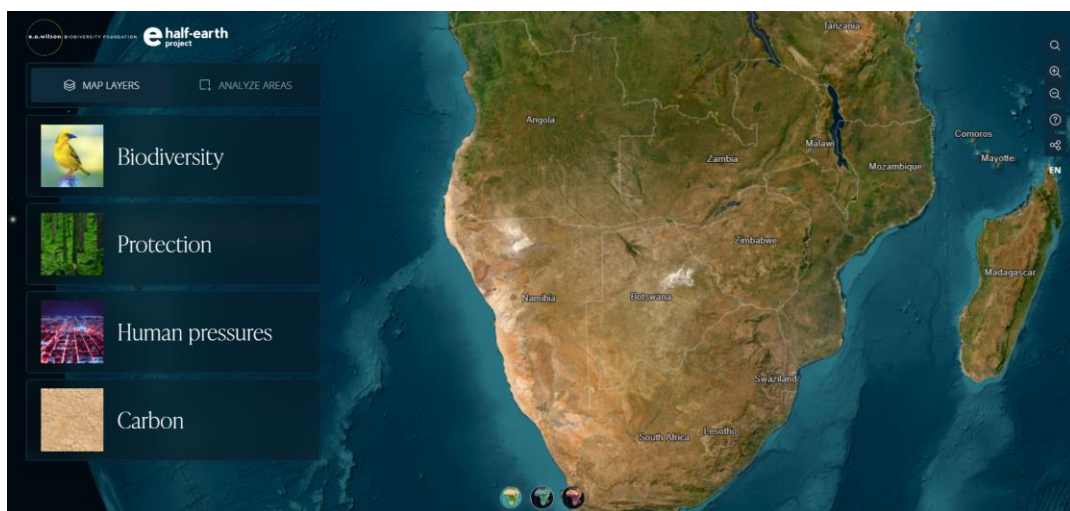 e.o.wilson BIODIVERSITY FOUNDATION
e half-earth
project
MAP LAYERS
ANALYZE AREAS
Biodiversity
Protection
Human pressures
Carbon
Tanzania
Angola
Comoros
Malawi
Zambia
Mayotte
Mozambique
EN
Zimbabwe
Madagascar
Namibia
Botswana
Swaziland
South Africa
Lesotho